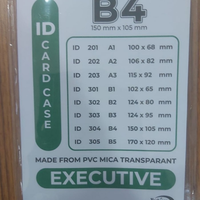 B4
150 mm x 105 mm
ID CARD CASE
ID 201 A1 100 x 68 mm
ID 202 A2 106 x 82 mm
ID 203 A3 115 x 92 mm
ID 301 B1 102 x 65 mm
ID 302 B2 124 x 80 mm
ID 303 B3 124 x 95 mm
ID 304 B4 150 x 105 mm
ID 305 B5 170 x 120 mm
MADE FROM PVC MICA TRANSPARANT
EXECUTIVE